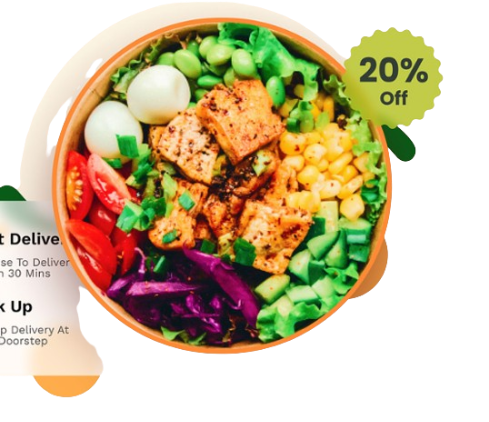 20%
Off
t Delive
se To Deliver
n 30 Mins
k Up
p Delivery At
Doorstep